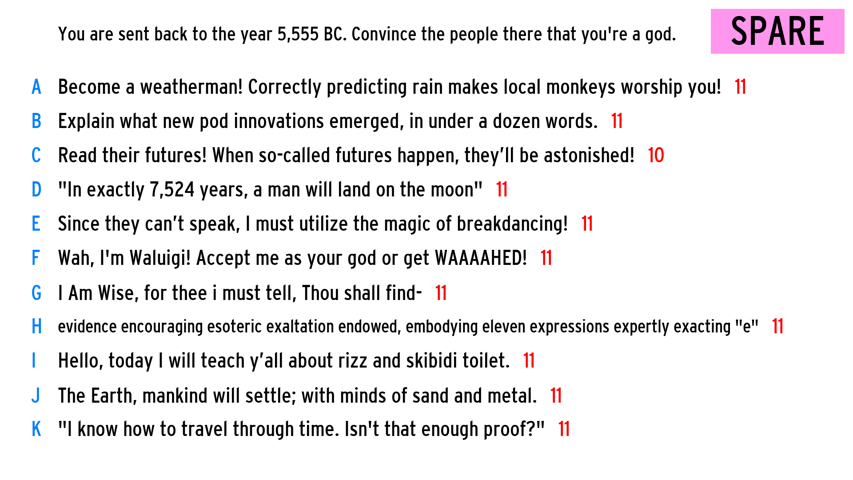 You are sent back to the year 5,555 BC. Convince the people there that you're a god. SPARE
A Become a weatherman! Correctly predicting rain makes local monkeys worship you! 11
B Explain what new pod innovations emerged, in under a dozen words. 11
C Read their futures! When so-called futures happen, they’ll be astonished! 10
D "In exactly 7,524 years, a man will land on the moon" 11
E Since they can’t speak, I must utilize the magic of breakdancing! 11
F Wah, I'm Waluigi! Accept me as your god or get WAAAAHED! 11
G I Am Wise, for thee i must tell, Thou shall find- 11
H evidence encouraging esoteric exaltation endowed, embodying eleven expressions expertly exacting "e" 11
I Hello, today I will teach y’all about rizz and skibidi toilet. 11
J The Earth, mankind will settle; with minds of sand and metal. 11
K "I know how to travel through time. Isn't that enough proof?" 11